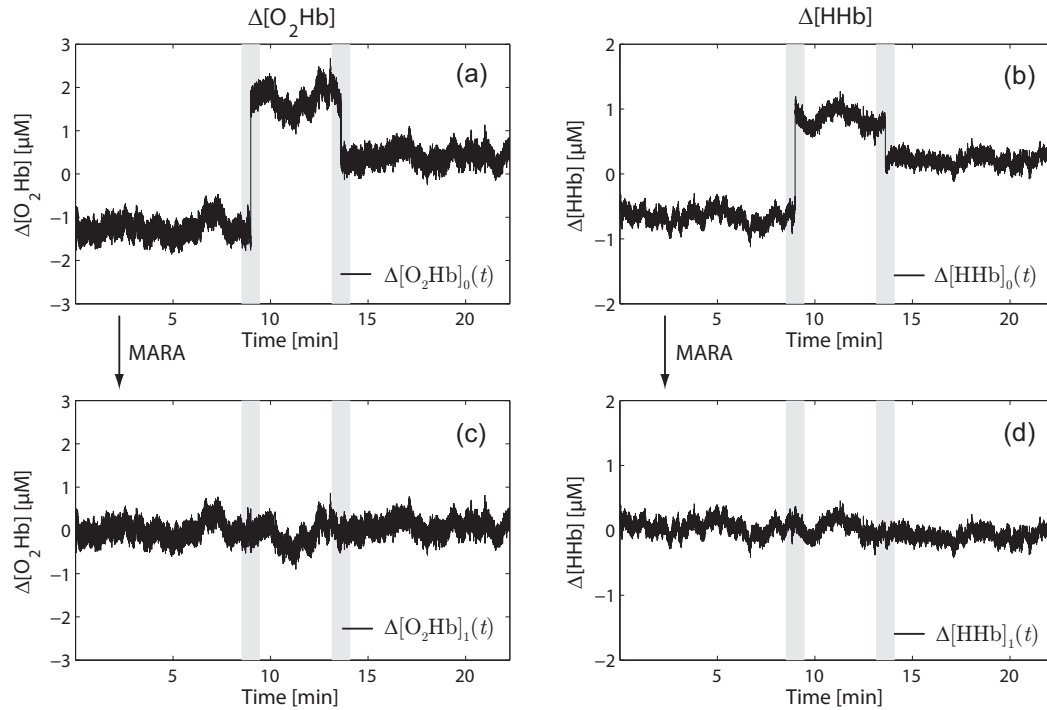 Δ[O₂Hb]
Δ[HHb]
(a)
Δ[O₂Hb] [μM]
3
2
1
0
−1
−2
−3
Δ[O₂Hb]₀(t)
5
10
15
20
Time [min]
(b)
Δ[HHb] [μM]
2
1
0
−1
−2
Δ[HHb]₀(t)
5
10
15
20
Time [min]
MARA
MARA
(c)
Δ[O₂Hb] [μM]
3
2
1
0
−1
−2
−3
Δ[O₂Hb]₁(t)
5
10
15
20
Time [min]
(d)
Δ[HHb] [μM]
2
1
0
−1
−2
Δ[HHb]₁(t)
5
10
15
20
Time [min]